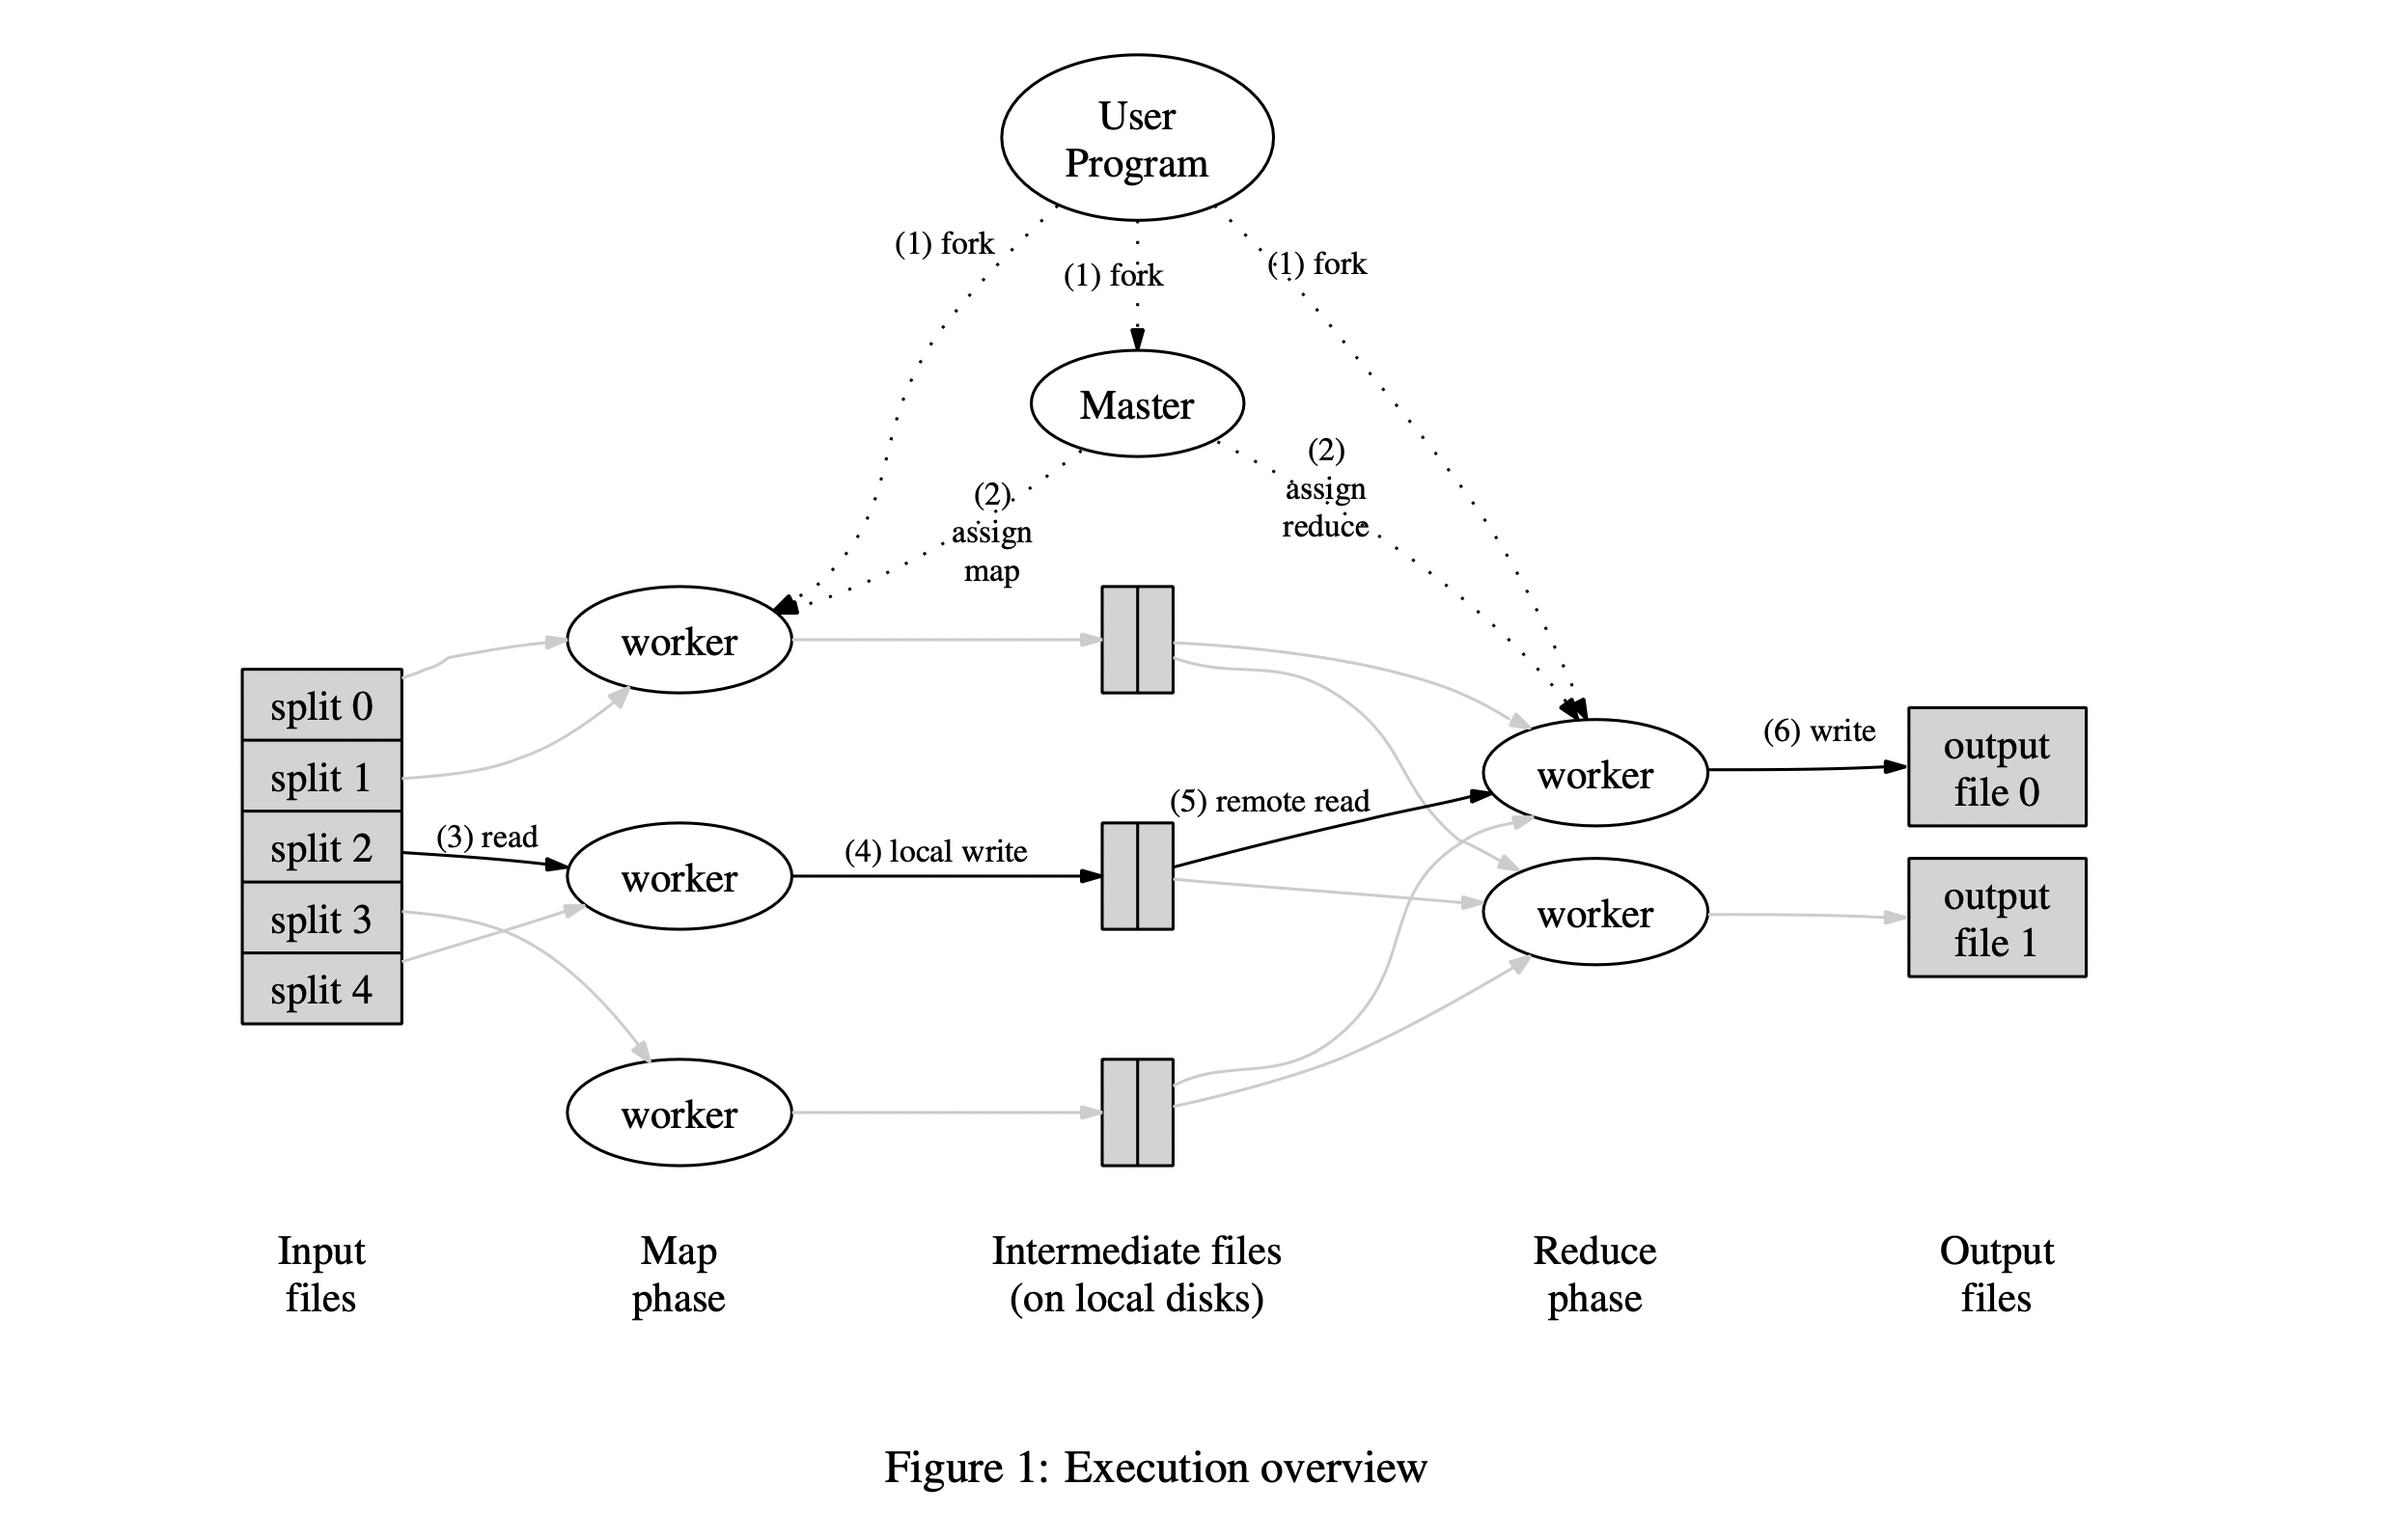 User
Program
(1) fork
(1) fork
(1) fork
Master
(2)
assign
map
(2)
assign
reduce
split 0
split 1
split 2
split 3
split 4
(3) read
worker
worker
worker
(4) local write
(5) remote read
worker
worker
(6) write
output
file 0
output
file 1
Input
files
Map
phase
Intermediate files
(on local disks)
Reduce
phase
Output
files
Figure 1: Execution overview